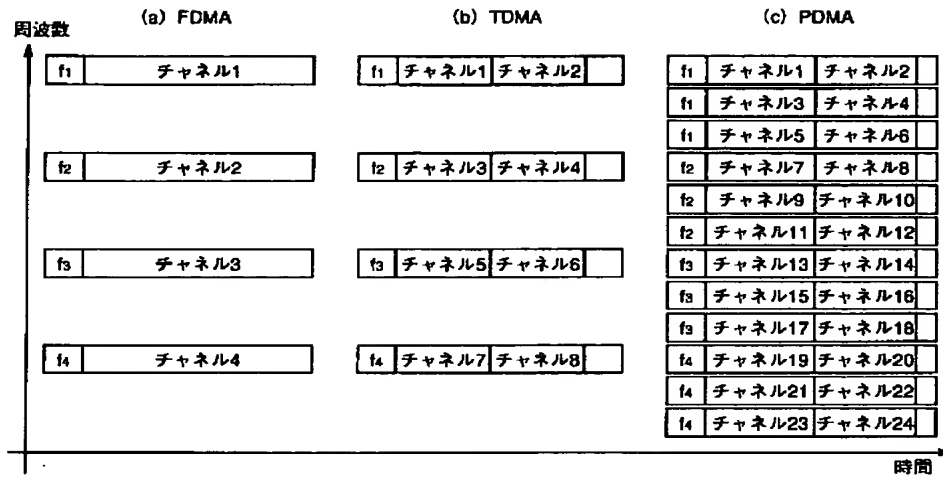 (a) FDMA
(b) TDMA
(c) PDMA
周波数
f1 チャネル1
f2 チャネル2
f3 チャネル3
f4 チャネル4
f1 チャネル1 チャネル2
f2 チャネル3 チャネル4
f3 チャネル5 チャネル6
f4 チャネル7 チャネル8
f1 チャネル1 チャネル2
f1 チャネル3 チャネル4
f1 チャネル5 チャネル6
f2 チャネル7 チャネル8
f2 チャネル9 チャネル10
f2 チャネル11 チャネル12
f3 チャネル13 チャネル14
f3 チャネル15 チャネル16
f3 チャネル17 チャネル18
f4 チャネル19 チャネル20
f4 チャネル21 チャネル22
f4 チャネル23 チャネル24
時間